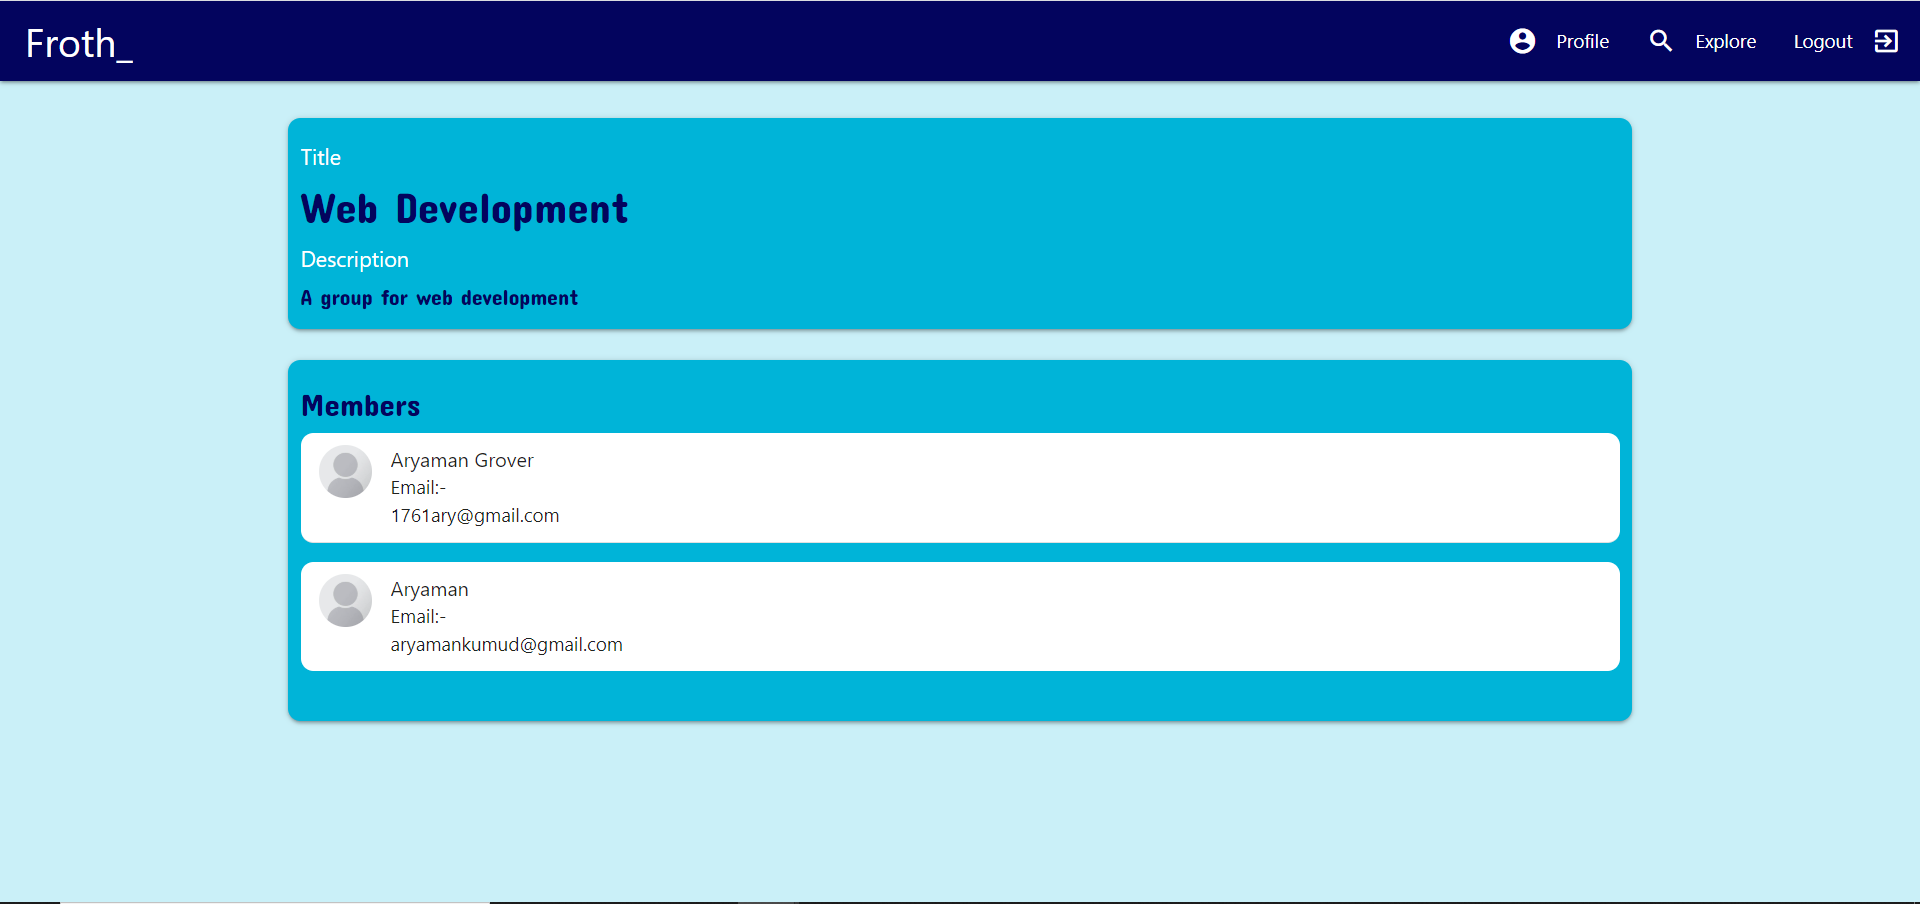 Froth_
Profile Explore Logout
Title
Web Development
Description
A group for web development
Members
Aryaman Grover
Email:-
1761ary@gmail.com
Aryaman
Email:-
aryamankumud@gmail.com